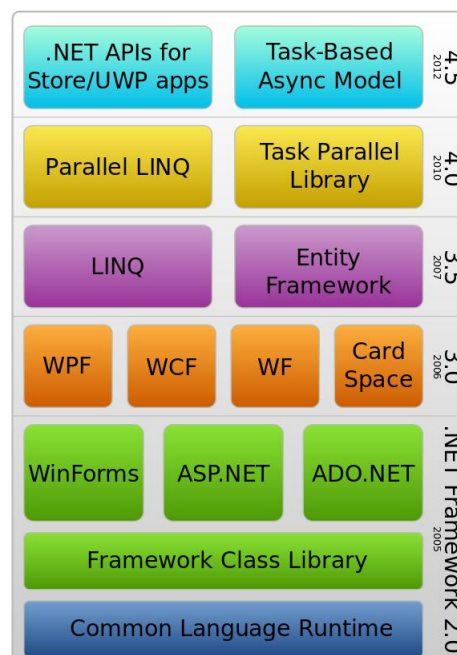 .NET APIs for
Store/UWP apps
Task-Based
Async Model
4.5
2012
Parallel LINQ
Task Parallel
Library
4.0
2010
LINQ
Entity
Framework
3.5
2007
WPF
WCF
WF
Card
Space
3.0
2006
WinForms
ASP.NET
ADO.NET
Framework Class Library
Common Language Runtime
.NET Framework 2.0
2005